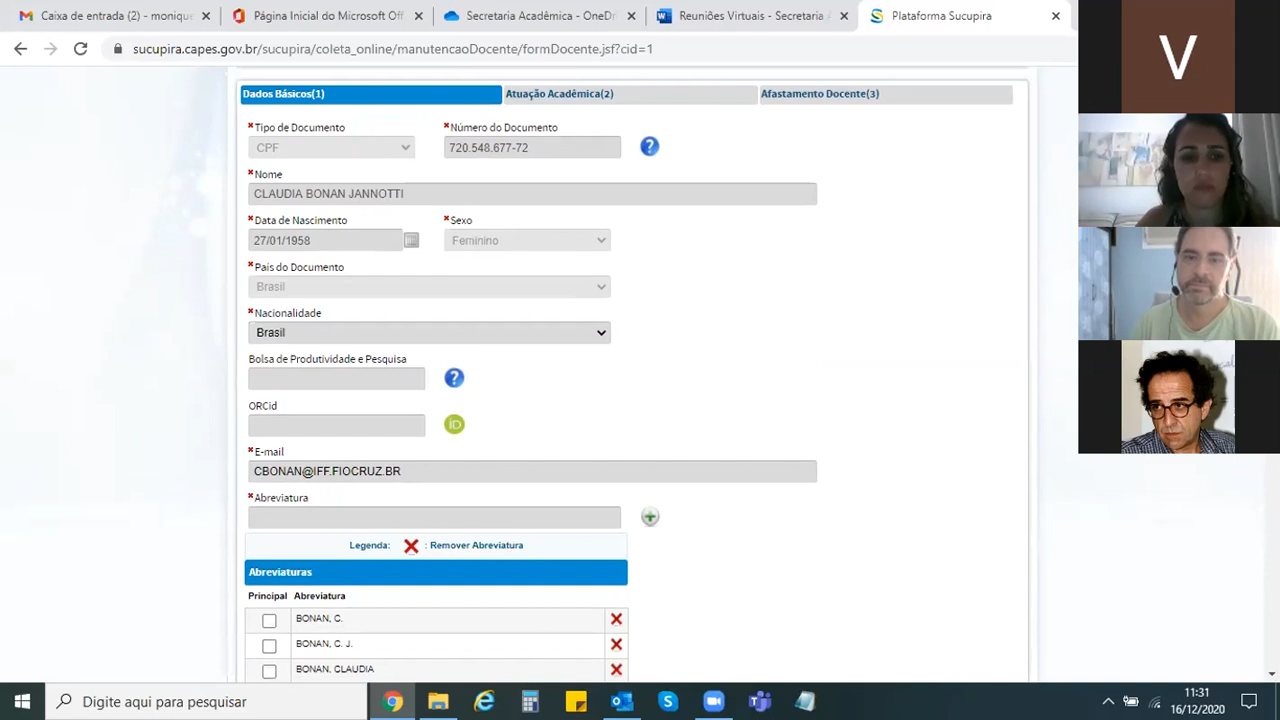 Caixa de entrada (2) - monique
Página Inicial do Microsoft Off
Secretaria Acadêmica - OneDri
Reuniões Virtuais - Secretaria A
Plataforma Sucupira
sucupira.capes.gov.br/sucupira/coleta_online/manutencaoDocente/formDocente.jsf?cid=1
Dados Básicos(1)
Atuação Acadêmica(2)
Afastamento Docente(3)
Tipo de Documento
Número do Documento
CPF
720.548.677-72
Nome
CLAUDIA BONAN JANNOTTI
Data de Nascimento
Sexo
27/01/1958
Feminino
País do Documento
Brasil
Nacionalidade
Brasil
Bolsa de Produtividade e Pesquisa
ORCid
iD
E-mail
CBONAN@IFF.FIOCRUZ.BR
Abreviatura
Legenda: : Remover Abreviatura
Abreviaturas
Principal Abreviatura
BONAN, C.
BONAN, C. J.
BONAN, CLAUDIA
V
Digite aqui para pesquisar
11:31
16/12/2020